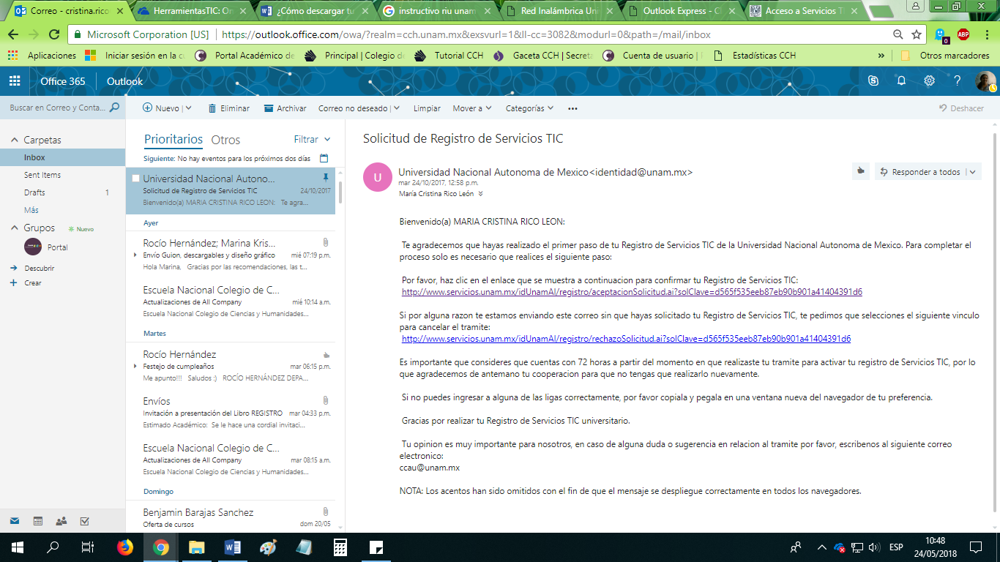 Correo - cristina.rico
HerramientasTIC: On
¿Cómo descargar tu
instructivo riu unam
Red Inalámbrica Uni
Outlook Express - Cl
Acceso a Servicios T
Microsoft Corporation [US]
https://outlook.office.com/owa/?realm=cch.unam.mx&exsvurl=1&ll-cc=3082&modurl=0&path=/mail/inbox
0
ABP
Aplicaciones
Iniciar sesión en la cu
Portal Académico de
Principal | Colegio de
Tutorial CCH
Gaceta CCH | Secreta
Cuenta de usuario |
Estadísticas CCH
»
Otros marcadores
Office 365
Outlook
?
Buscar en Correo y Conta...
Nuevo
Eliminar
Archivar
Correo no deseado
Limpiar
Mover a
Categorías
Deshacer
Carpetas
Inbox
Sent Items
Drafts 1
Más
Grupos
Nuevo
Portal
Descubrir
Crear
Prioritarios
Otros
Filtrar
Siguiente: No hay eventos para los próximos dos días
Universidad Nacional Autono...
Solicitud de Registro de Servicios TIC 24/10/2017
Bienvenido(a) MARIA CRISTINA RICO LEON: Te agra...
Ayer
Rocío Hernández; Marina Kris...
Envío Guion, descargables y diseño gráfico mié 07:19 p.m.
Hola Marina, Gracias por las recomendaciones, las t...
Escuela Nacional Colegio de C...
Actualizaciones de All Company mié 10:14 a.m.
Escuela Nacional Colegio de Ciencias y Humanidades...
Martes
Rocío Hernández
Festejo de cumpleaños mar 06:15 p.m.
Me apunto!!! Saludos :) ROCÍO HERNÁNDEZ DEPA...
Envíos
Invitación a presentación del Libro REGISTRO mar 04:33 p.m.
Estimado Académico: Se le hace una cordial invitaci...
Escuela Nacional Colegio de C...
Actualizaciones de All Company mar 08:15 a.m.
Escuela Nacional Colegio de Ciencias y Humanidades...
Domingo
Benjamin Barajas Sanchez
Oferta de cursos dom 20/05
Solicitud de Registro de Servicios TIC
U
Universidad Nacional Autonoma de Mexico<identidad@unam.mx>
mar 24/10/2017, 12:58 p.m.
María Cristina Rico León
Responder a todos
Bienvenido(a) MARIA CRISTINA RICO LEON:
Te agradecemos que hayas realizado el primer paso de tu Registro de Servicios TIC de la Universidad Nacional Autonoma de Mexico. Para completar el
proceso solo es necesario que realices el siguiente paso:
Por favor, haz clic en el enlace que se muestra a continuacion para confirmar tu Registro de Servicios TIC:
http://www.servicios.unam.mx/idUnamAI/registro/aceptacionSolicitud.ai?solClave=d565f535eeb87eb90b901a41404391d6
Si por alguna razon te estamos enviando este correo sin que hayas solicitado tu Registro de Servicios TIC, te pedimos que selecciones el siguiente vinculo
para cancelar el tramite:
http://www.servicios.unam.mx/idUnamAI/registro/rechazoSolicitud.ai?solClave=d565f535eeb87eb90b901a41404391d6
Es importante que consideres que cuentas con 72 horas a partir del momento en que realizaste tu tramite para activar tu registro de Servicios TIC, por lo
que agradecemos de antemano tu cooperacion para que no tengas que realizarlo nuevamente.
Si no puedes ingresar a alguna de las ligas correctamente, por favor copiala y pegala en una ventana nueva del navegador de tu preferencia.
Gracias por realizar tu Registro de Servicios TIC universitario.
Tu opinion es muy importante para nosotros, en caso de alguna duda o sugerencia en relacion al tramite por favor, escribenos al siguiente correo
electronico:
ccau@unam.mx
NOTA: Los acentos han sido omitidos con el fin de que el mensaje se despliegue correctamente en todos los navegadores.
ESP
10:48
24/05/2018